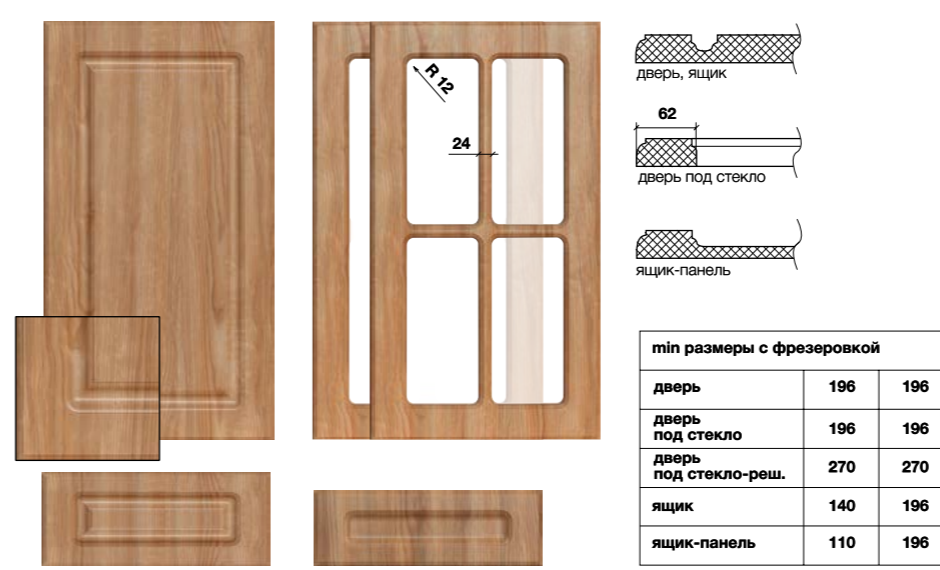 R 12
24
дверь, ящик
62
дверь под стекло
ящик-панель
min размеры с фрезеровкой
дверь 196 196
дверь
под стекло 196 196
дверь
под стекло-реш. 270 270
ящик 140 196
ящик-панель 110 196